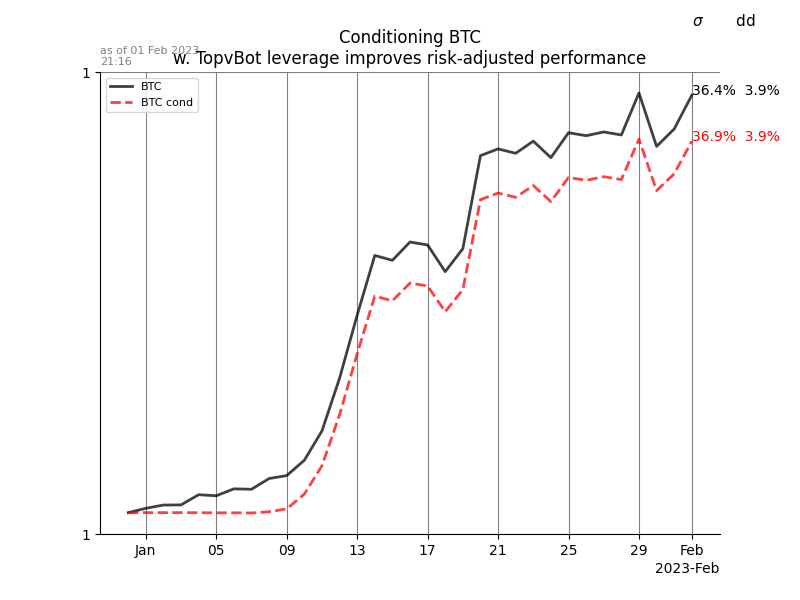 σ dd
Conditioning BTC
w. TopvBot leverage improves risk-adjusted performance
as of 01 Feb 2023
21:16
1
BTC
BTC cond
36.4% 3.9%
36.9% 3.9%
1
Jan 05 09 13 17 21 25 29 Feb
2023-Feb